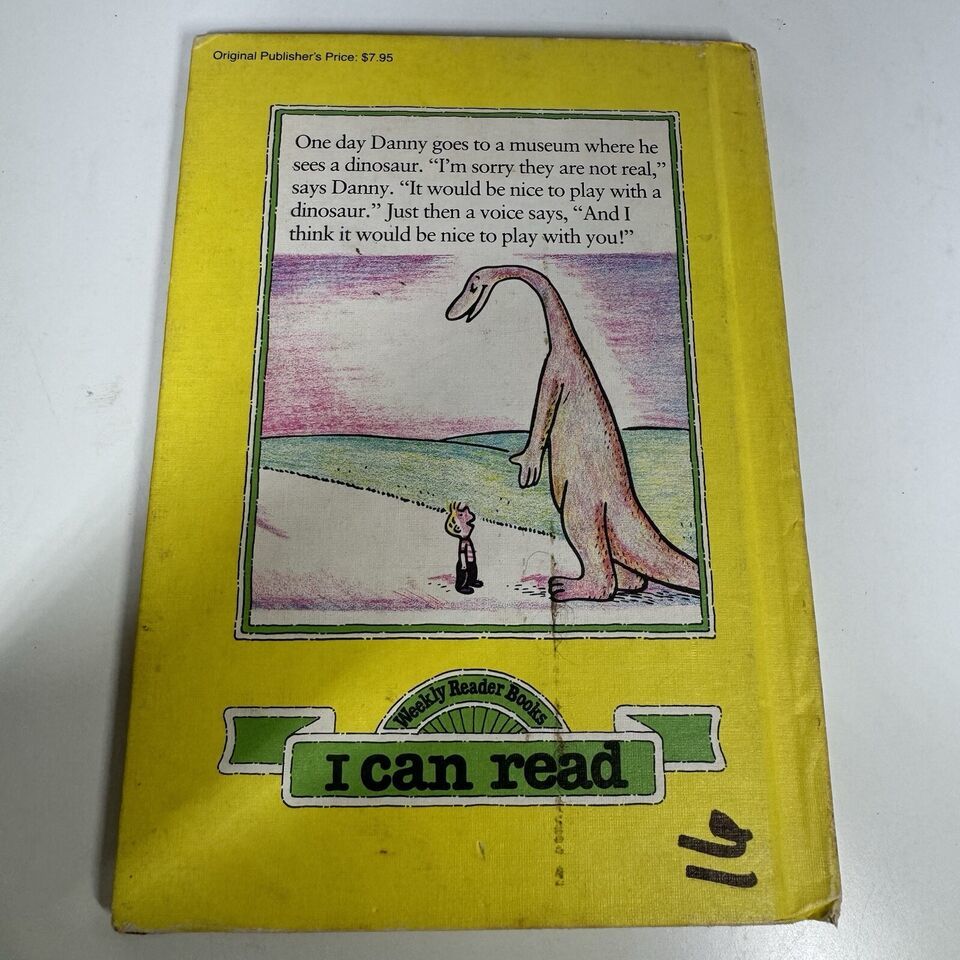 Original Publisher's Price: $7.95
One day Danny goes to a museum where he
sees a dinosaur. “I'm sorry they are not real,”
says Danny. “It would be nice to play with a
dinosaur.” Just then a voice says, “And I
think it would be nice to play with you!”
Weekly Reader Books
I can read
16